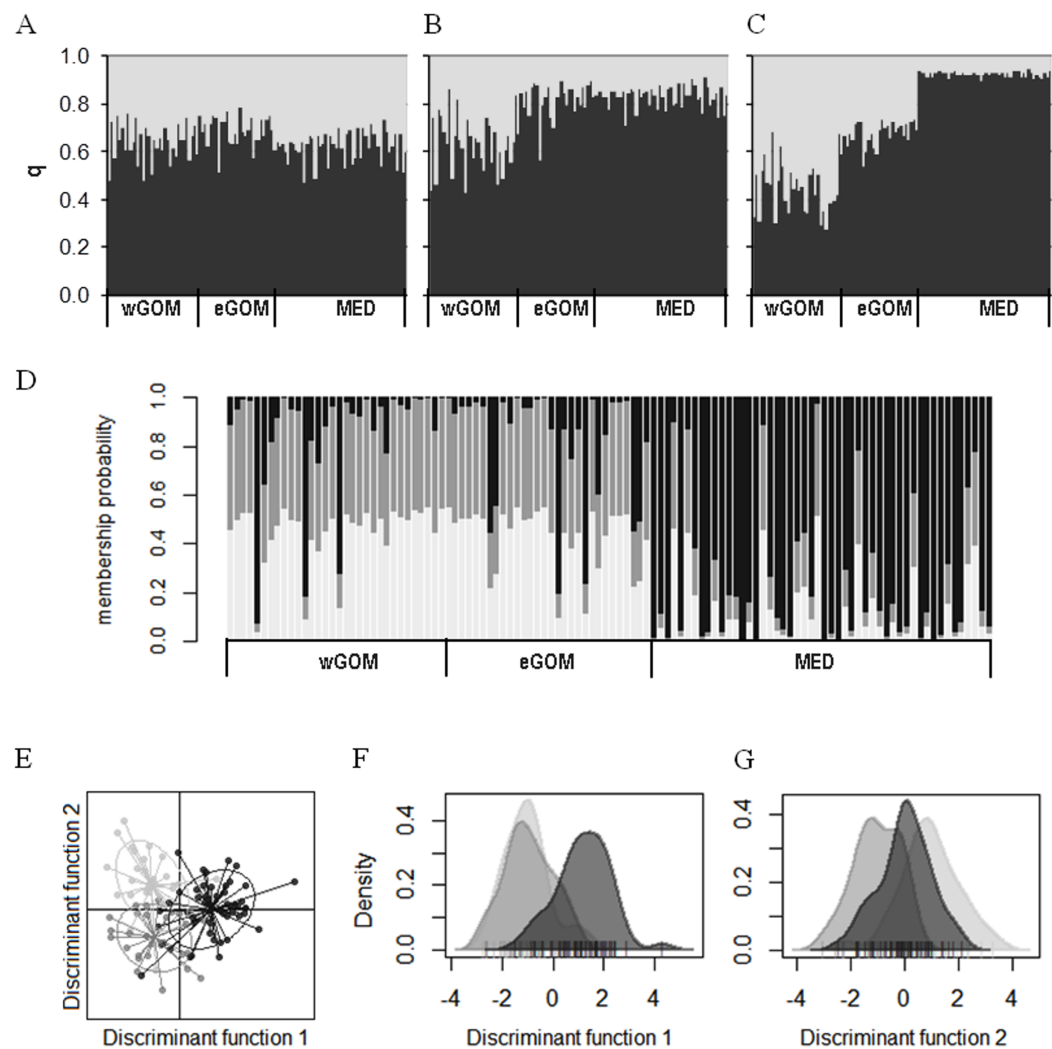 A B C
q
1.0
0.8
0.6
0.4
0.2
0.0
wGOM eGOM MED wGOM eGOM MED wGOM eGOM MED
D
membership probability
1.0
0.8
0.6
0.4
0.2
0.0
wGOM eGOM MED
E F G
Discriminant function 2
Discriminant function 1
Density
0.4
0.2
0.0
-4 -2 0 2 4
Discriminant function 1
0.4
0.2
0.0
-4 -2 0 2 4
Discriminant function 2